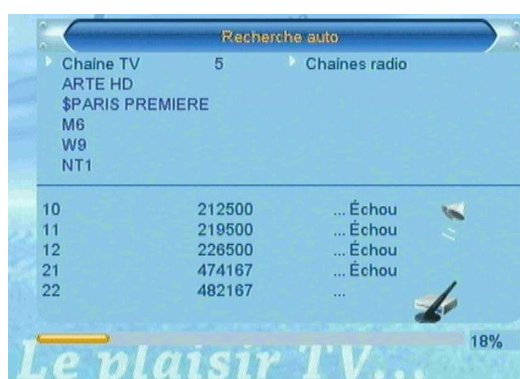 Recherche auto
Chaîne TV 5 Chaînes radio
ARTE HD
$PARIS PREMIERE
M6
W9
NT1
10 212500 ... Échou
11 219500 ... Échou
12 226500 ... Échou
21 474167 ... Échou
22 482167 ...
18%
Le plaisir TV...